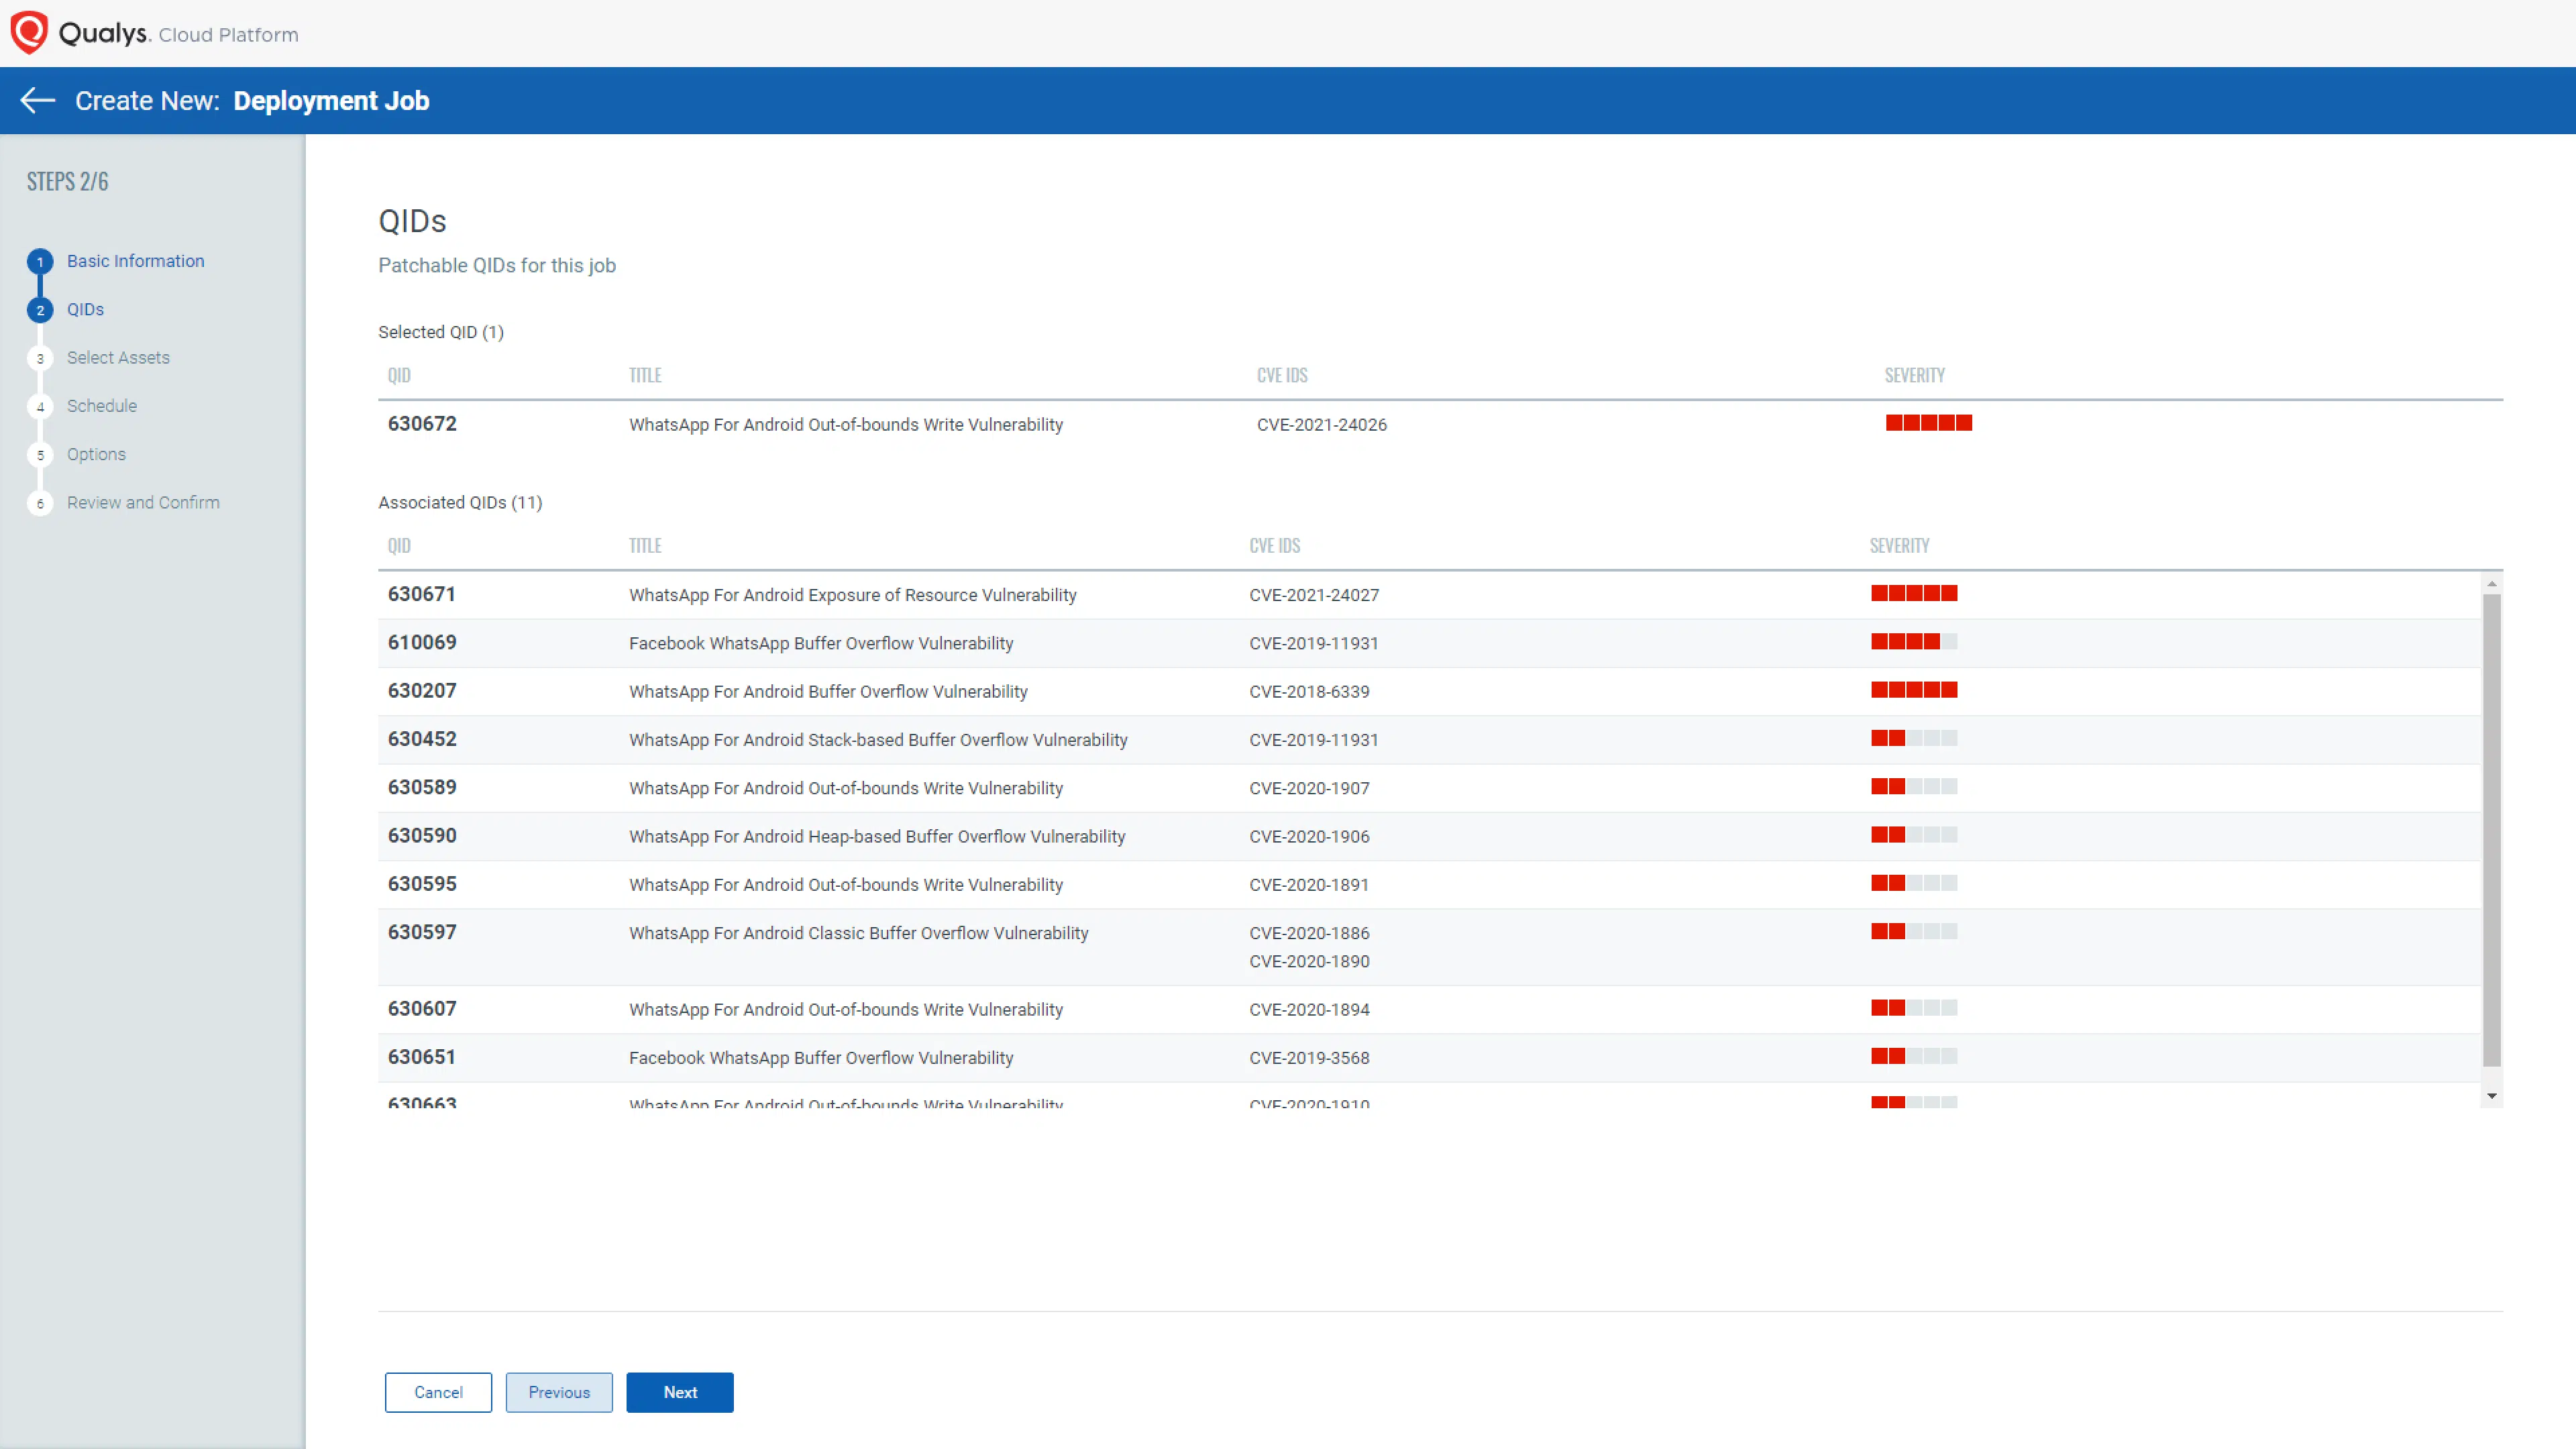 Qualys. Cloud Platform
Create New: Deployment Job
STEPS 2/6
1 Basic Information
2 QIDs
3 Select Assets
4 Schedule
5 Options
6 Review and Confirm
QIDs
Patchable QIDs for this job
Selected QID (1)
QID TITLE CVE IDS SEVERITY
630672 WhatsApp For Android Out-of-bounds Write Vulnerability CVE-2021-24026
Associated QIDs (11)
QID TITLE CVE IDS SEVERITY
630671 WhatsApp For Android Exposure of Resource Vulnerability CVE-2021-24027
610069 Facebook WhatsApp Buffer Overflow Vulnerability CVE-2019-11931
630207 WhatsApp For Android Buffer Overflow Vulnerability CVE-2018-6339
630452 WhatsApp For Android Stack-based Buffer Overflow Vulnerability CVE-2019-11931
630589 WhatsApp For Android Out-of-bounds Write Vulnerability CVE-2020-1907
630590 WhatsApp For Android Heap-based Buffer Overflow Vulnerability CVE-2020-1906
630595 WhatsApp For Android Out-of-bounds Write Vulnerability CVE-2020-1891
630597 WhatsApp For Android Classic Buffer Overflow Vulnerability CVE-2020-1886
CVE-2020-1890
630607 WhatsApp For Android Out-of-bounds Write Vulnerability CVE-2020-1894
630651 Facebook WhatsApp Buffer Overflow Vulnerability CVE-2019-3568
630663 WhatsApp For Android Out-of-bounds Write Vulnerability CVE-2020-1910
Cancel Previous Next